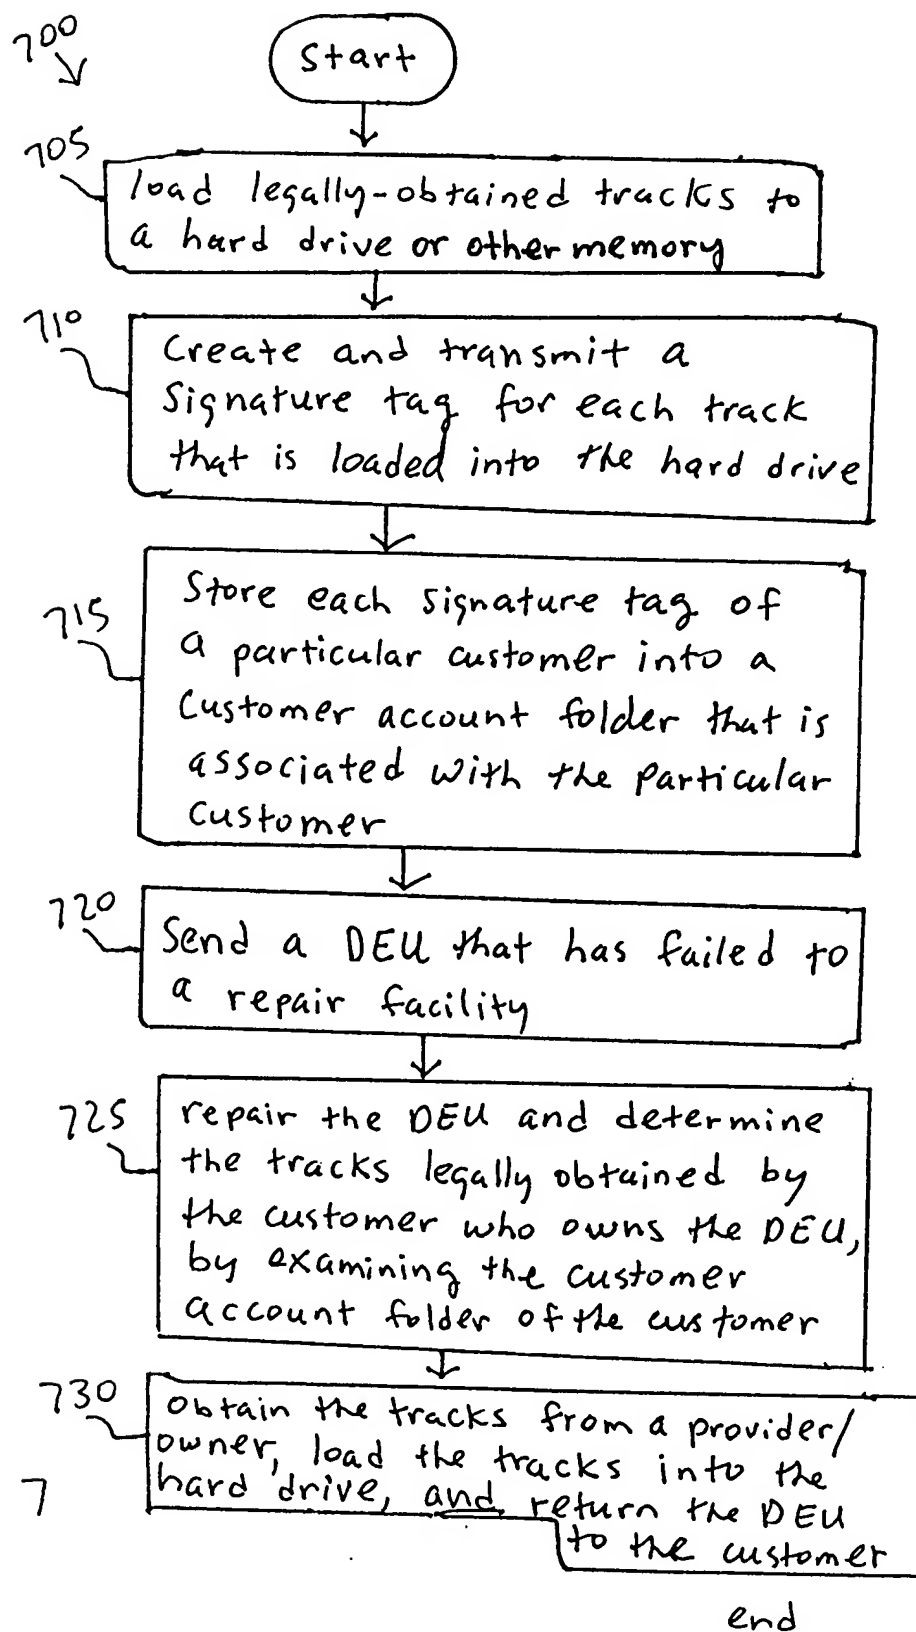 700
Start
705
load legally-obtained tracks to
a hard drive or other memory
710
Create and transmit a
Signature tag for each track
that is loaded into the hard drive
715
Store each signature tag of
a particular customer into a
Customer account folder that is
associated with the particular
Customer
720
Send a DEU that has failed to
a repair facility
725
repair the DEU and determine
the tracks legally obtained by
the customer who owns the DEU,
by examining the customer
account folder of the customer
730
obtain the tracks from a provider/
owner, load the tracks into the
hard drive, and return the DEU
to the customer
7
end